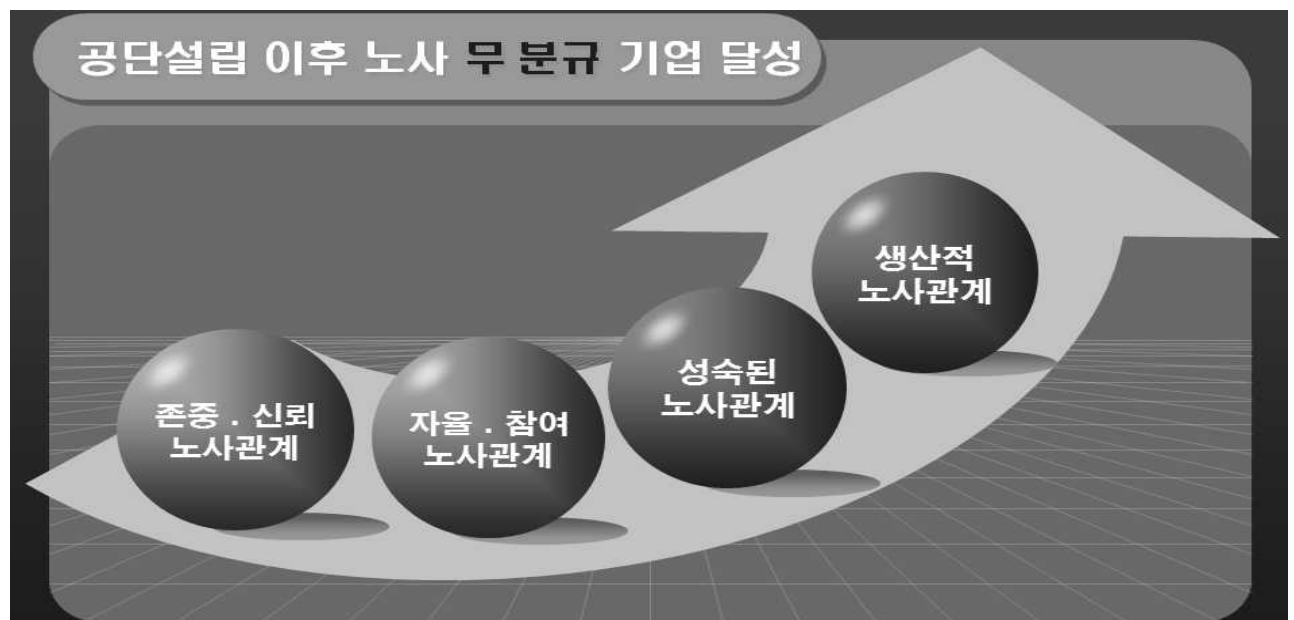 공단설립 이후 노사 무 분규 기업 달성
생산적
노사관계
성숙된
노사관계
존중 . 신뢰
노사관계
자율 . 참여
노사관계